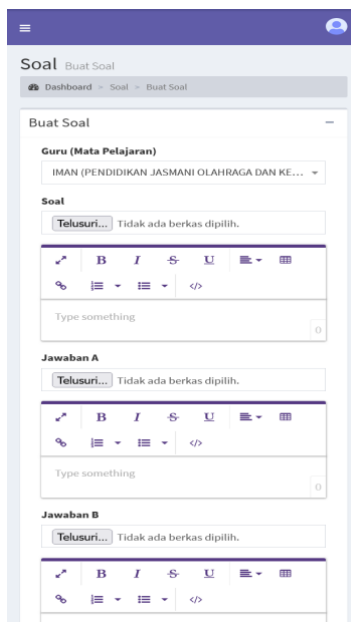 Soal Buat Soal
Dashboard > Soal > Buat Soal
Buat Soal
Guru (Mata Pelajaran)
IMAN (PENDIDIKAN JASMANI OLAHRAGA DAN KE...
Soal
Telusuri... Tidak ada berkas dipilih.
B I S U
</>
Type something
0
Jawaban A
Telusuri... Tidak ada berkas dipilih.
B I S U
</>
Type something
0
Jawaban B
Telusuri... Tidak ada berkas dipilih.
B I S U
</>